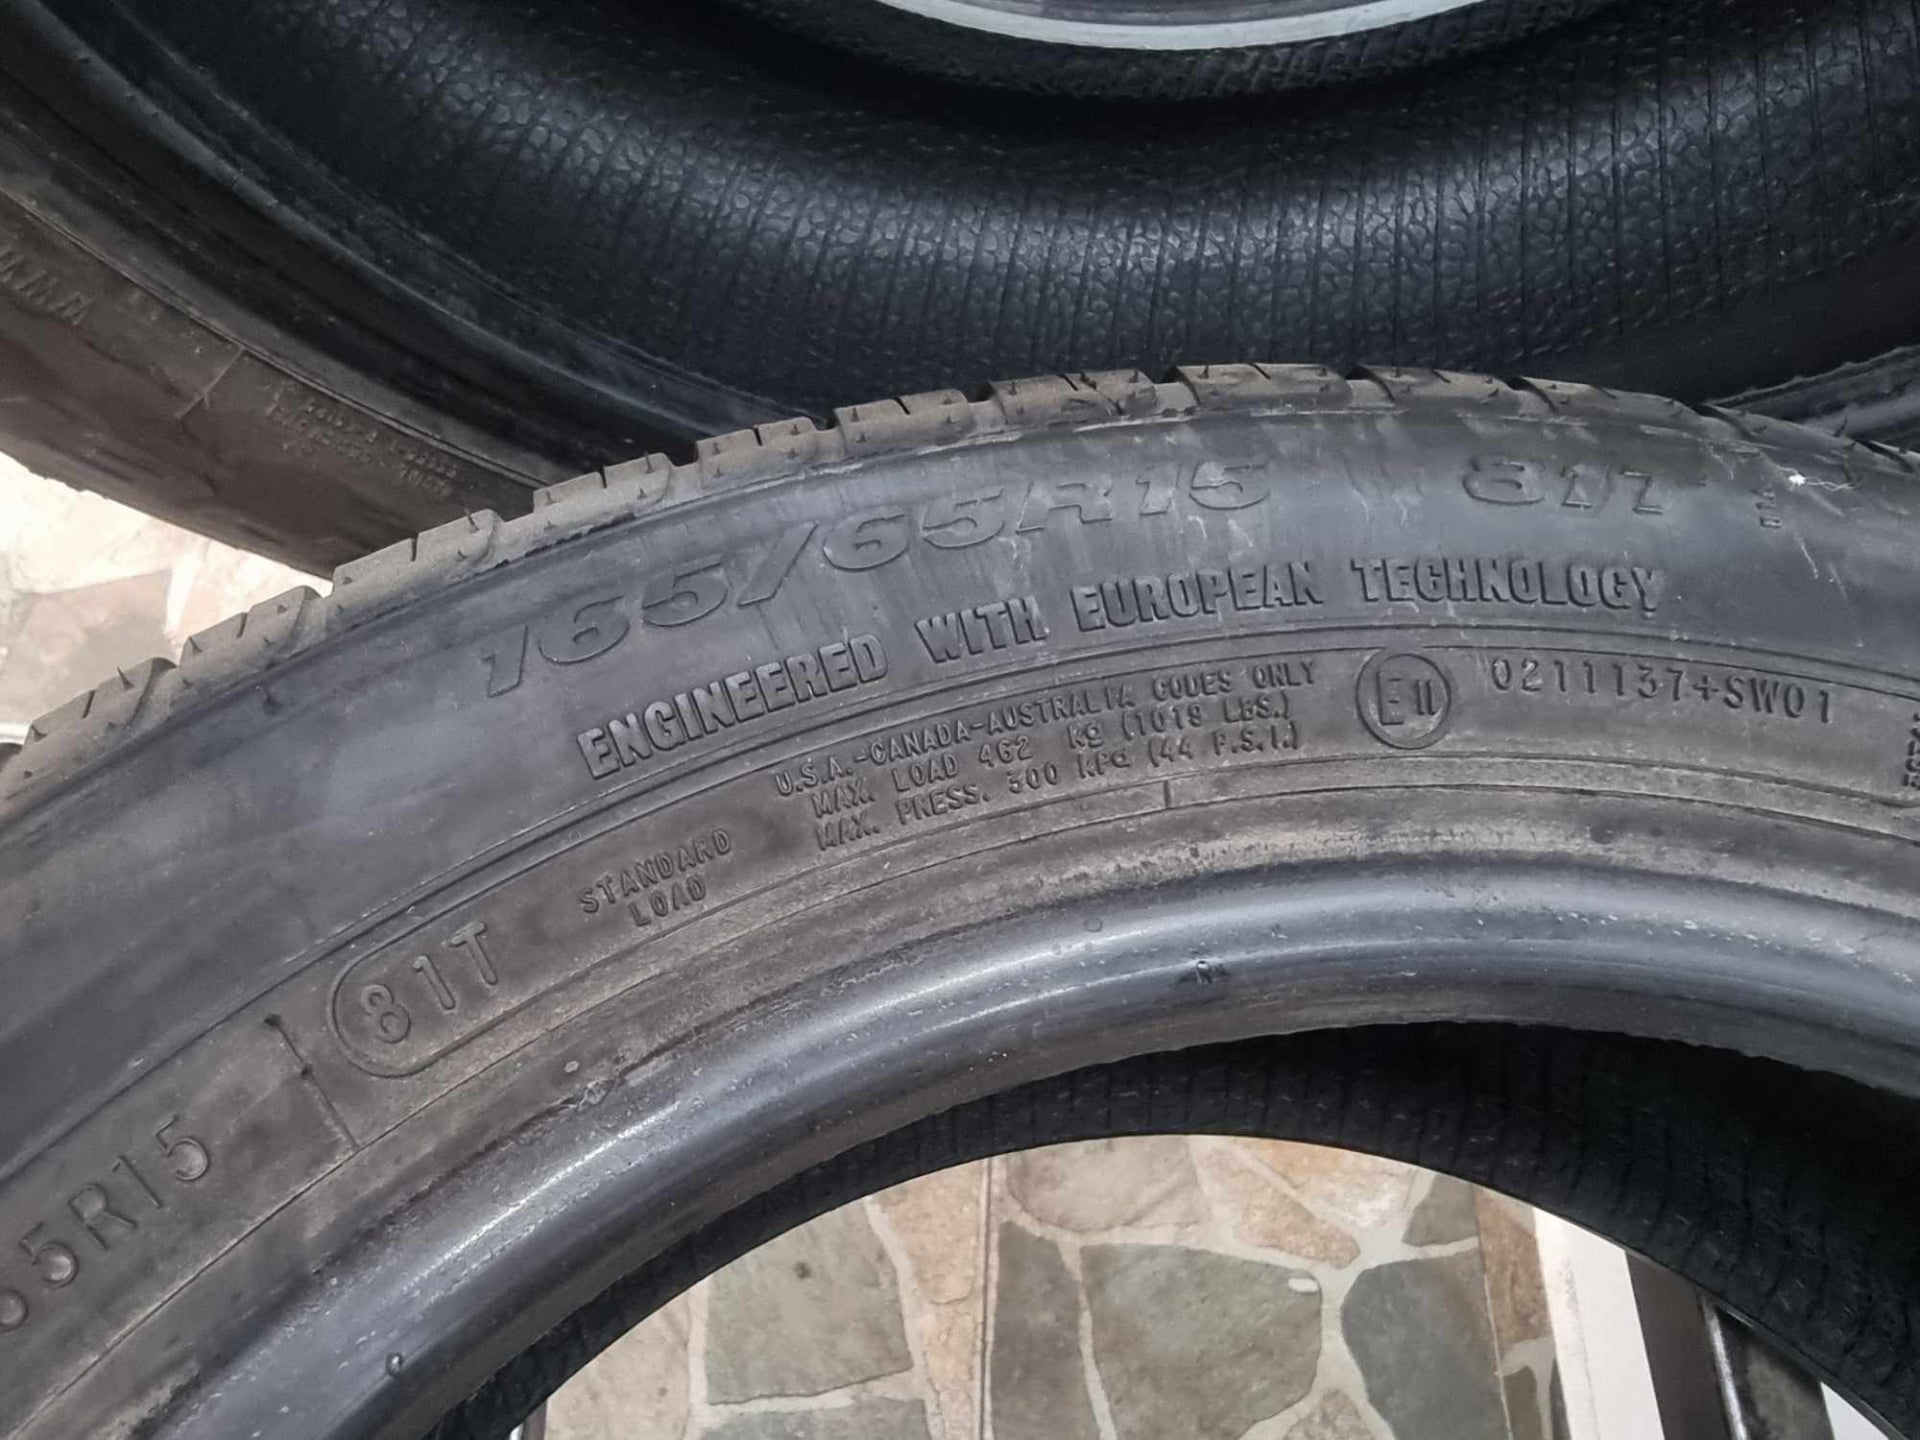 165/65R15 81T
ENGINEERED WITH EUROPEAN TECHNOLOGY
U.S.A.-CANADA-AUSTRALIA CODES ONLY
MAX. LOAD 462 kg (1019 LBS.)
MAX. PRESS. 300 KPa (44 P.S.I.)
E11 0211137+SW01
STANDARD
LOAD
81T
65R15